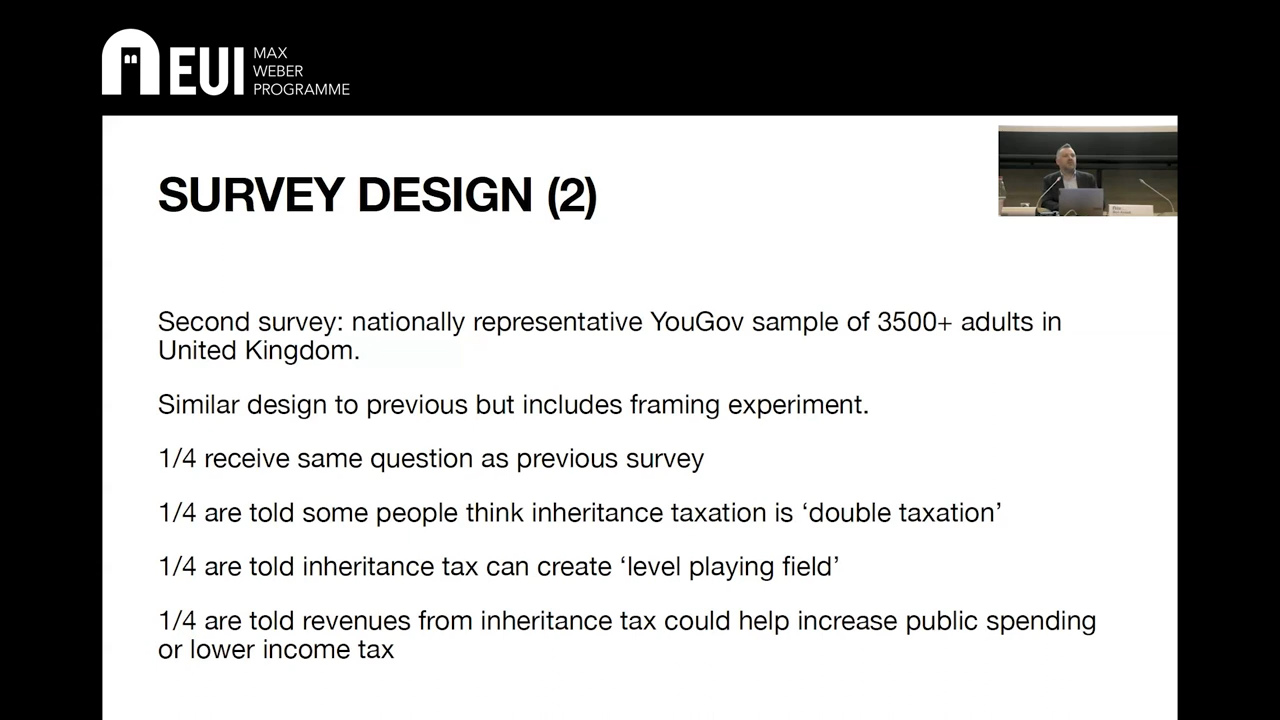 EUI
MAX
WEBER
PROGRAMME
SURVEY DESIGN (2)
Second survey: nationally representative YouGov sample of 3500+ adults in
United Kingdom.
Similar design to previous but includes framing experiment.
1/4 receive same question as previous survey
1/4 are told some people think inheritance taxation is ‘double taxation’
1/4 are told inheritance tax can create ‘level playing field’
1/4 are told revenues from inheritance tax could help increase public spending
or lower income tax